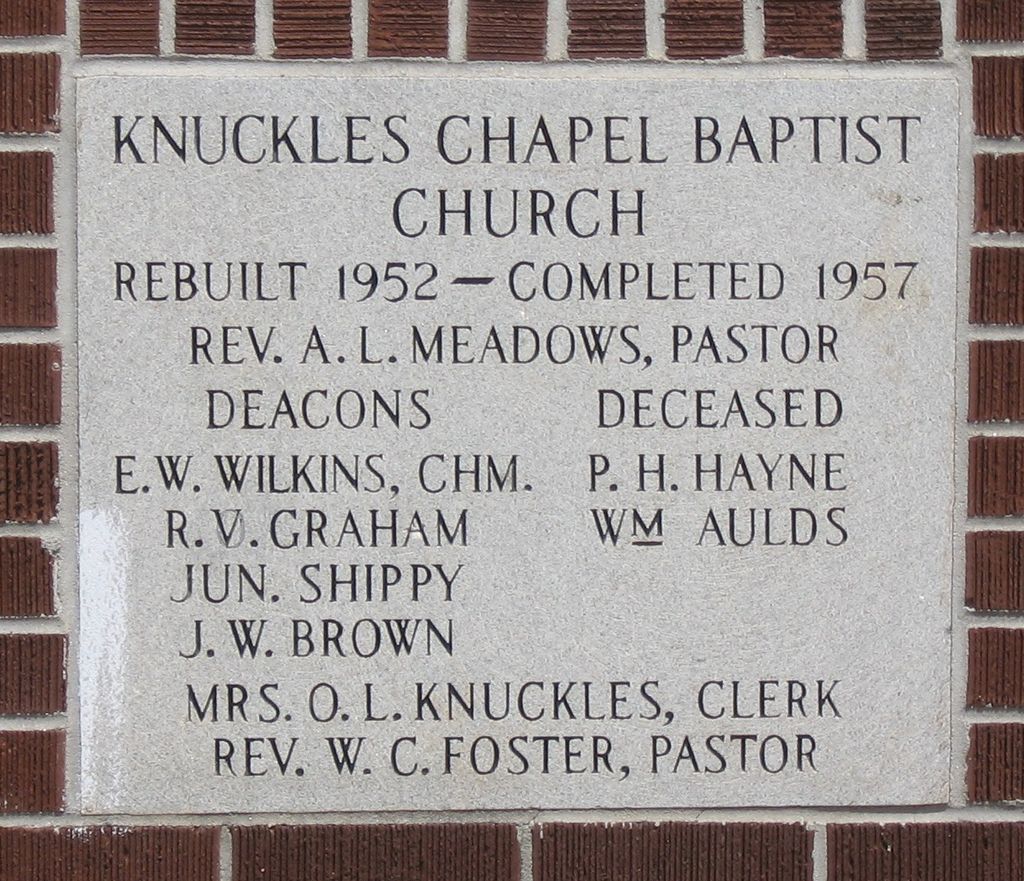 KNUCKLES CHAPEL BAPTIST
CHURCH
REBUILT 1952 — COMPLETED 1957
REV. A. L. MEADOWS, PASTOR
DEACONS DECEASED
E. W. WILKINS, CHM. P. H. HAYNE
R. V. GRAHAM WM AULDS
JUN. SHIPPY
J. W. BROWN
MRS. O. L. KNUCKLES, CLERK
REV. W. C. FOSTER, PASTOR